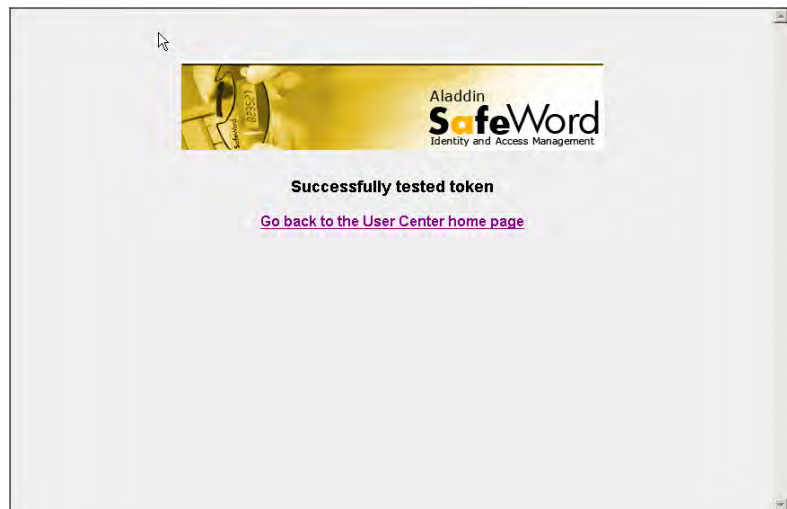 Aladdin
SafeWord
Identity and Access Management
Successfully tested token
Go back to the User Center home page